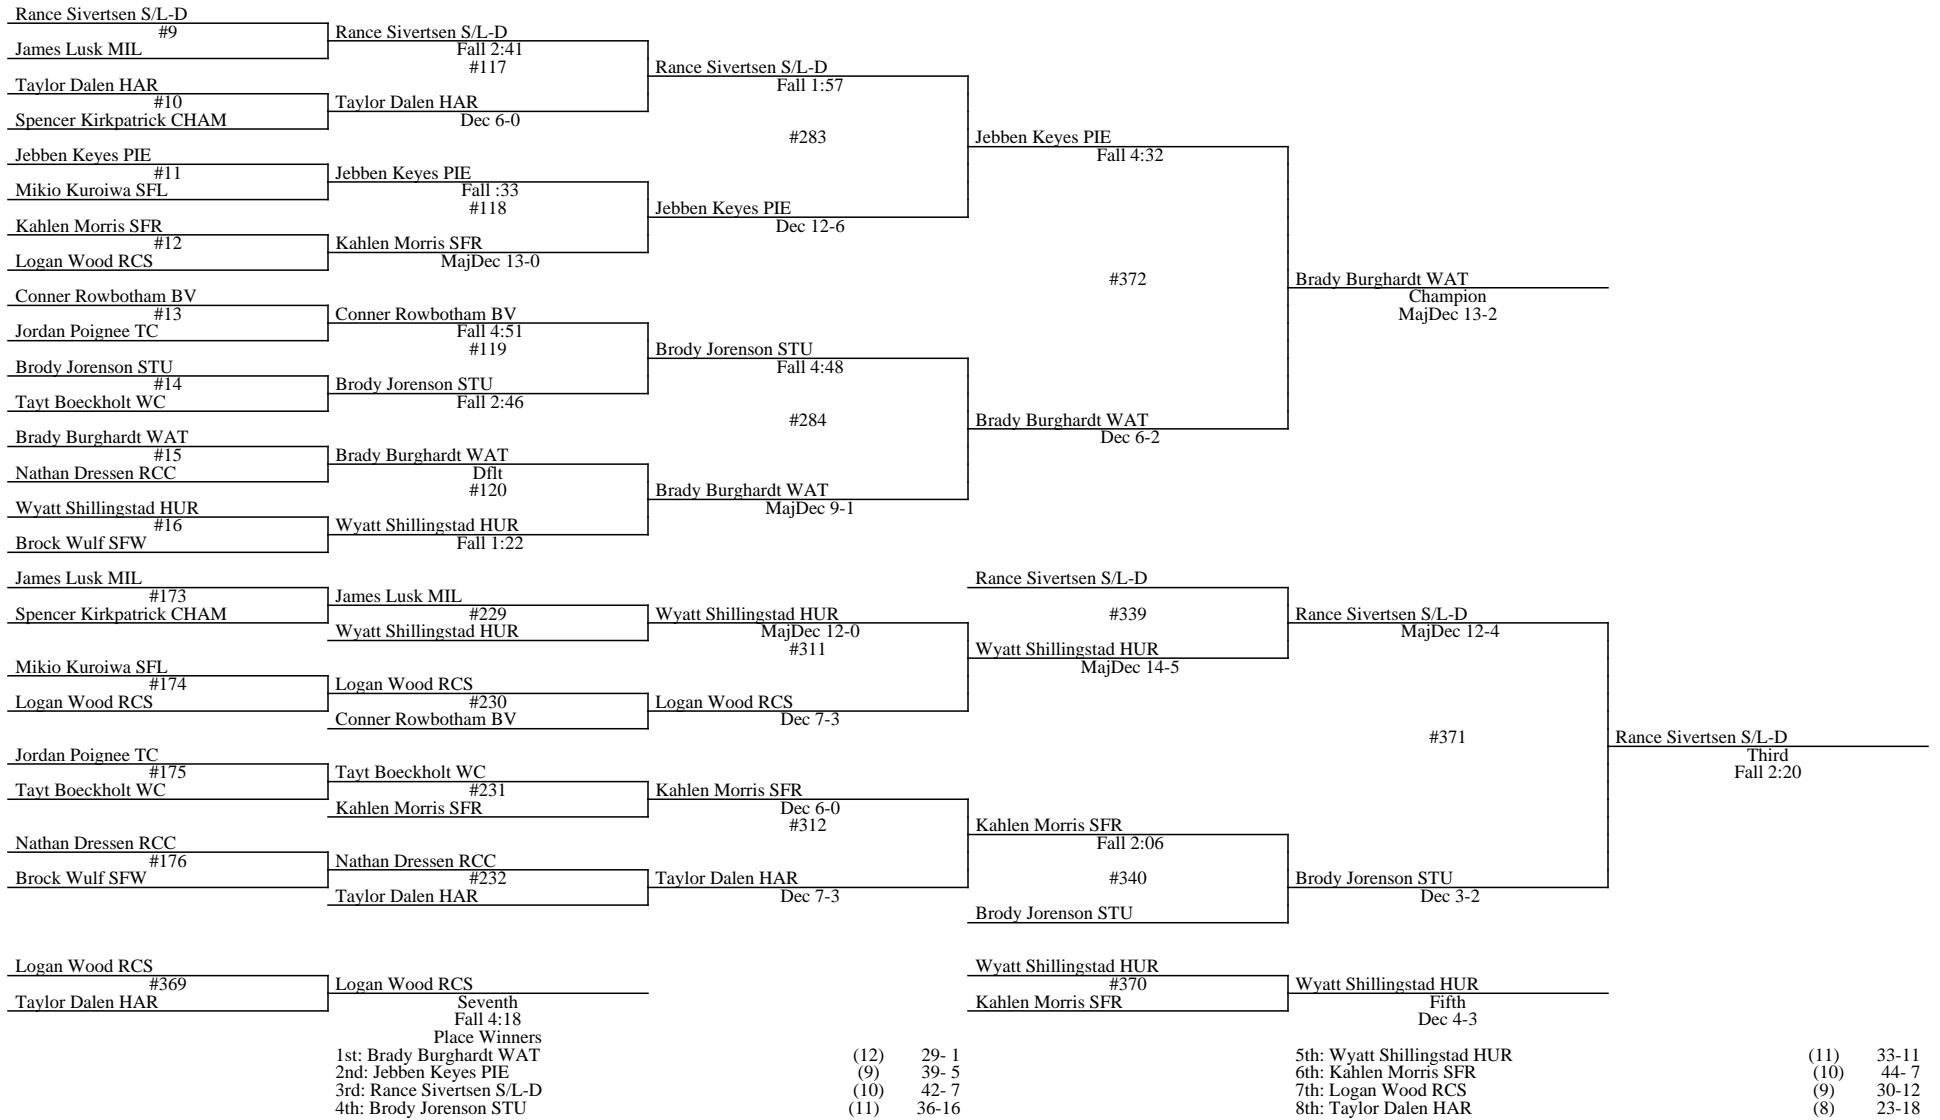 Rance Sivertsen S/L-D
#9
James Lusk MIL
Taylor Dalen HAR
#10
Spencer Kirkpatrick CHAM
Jebben Keyes PIE
#11
Mikio Kuroiwa SFL
Kahlen Morris SFR
#12
Logan Wood RCS
Conner Rowbotham BV
#13
Jordan Poignee TC
Brody Jorenson STU
#14
Tayt Boeckholt WC
Brady Burghardt WAT
#15
Nathan Dressen RCC
Wyatt Shillingstad HUR
#16
Brock Wulf SFW
Rance Sivertsen S/L-D
Fall 2:41
#117
Taylor Dalen HAR
Dec 6-0
Jebben Keyes PIE
Fall :33
#118
Kahlen Morris SFR
MajDec 13-0
Conner Rowbotham BV
Fall 4:51
#119
Brody Jorenson STU
Fall 2:46
Brady Burghardt WAT
Dflt
#120
Wyatt Shillingstad HUR
Fall 1:22
Rance Sivertsen S/L-D
Fall 1:57
#283
Jebben Keyes PIE
Dec 12-6
Brody Jorenson STU
Fall 4:48
#284
Brady Burghardt WAT
MajDec 9-1
Jebben Keyes PIE
Fall 4:32
#372
Brady Burghardt WAT
Dec 6-2
Brady Burghardt WAT
Champion
MajDec 13-2
James Lusk MIL
#173
Spencer Kirkpatrick CHAM
Mikio Kuroiwa SFL
#174
Logan Wood RCS
Jordan Poignee TC
#175
Tayt Boeckholt WC
Nathan Dressen RCC
#176
Brock Wulf SFW
James Lusk MIL
#229
Wyatt Shillingstad HUR
Logan Wood RCS
#230
Conner Rowbotham BV
Tayt Boeckholt WC
#231
Kahlen Morris SFR
Nathan Dressen RCC
#232
Taylor Dalen HAR
Wyatt Shillingstad HUR
MajDec 12-0
#311
Logan Wood RCS
Dec 7-3
Kahlen Morris SFR
Dec 6-0
#312
Taylor Dalen HAR
Dec 7-3
Rance Sivertsen S/L-D
#339
Wyatt Shillingstad HUR
MajDec 14-5
Kahlen Morris SFR
Fall 2:06
#340
Brody Jorenson STU
Rance Sivertsen S/L-D
MajDec 12-4
#371
Brody Jorenson STU
Dec 3-2
Rance Sivertsen S/L-D
Third
Fall 2:20
Logan Wood RCS
#369
Taylor Dalen HAR
Logan Wood RCS
Seventh
Fall 4:18
Wyatt Shillingstad HUR
#370
Kahlen Morris SFR
Wyatt Shillingstad HUR
Fifth
Dec 4-3
Place Winners
1st: Brady Burghardt WAT (12) 29- 1
2nd: Jebben Keyes PIE (9) 39- 5
3rd: Rance Sivertsen S/L-D (10) 42- 7
4th: Brody Jorenson STU (11) 36-16
5th: Wyatt Shillingstad HUR (11) 33-11
6th: Kahlen Morris SFR (10) 44- 7
7th: Logan Wood RCS (9) 30-12
8th: Taylor Dalen HAR (8) 23-18